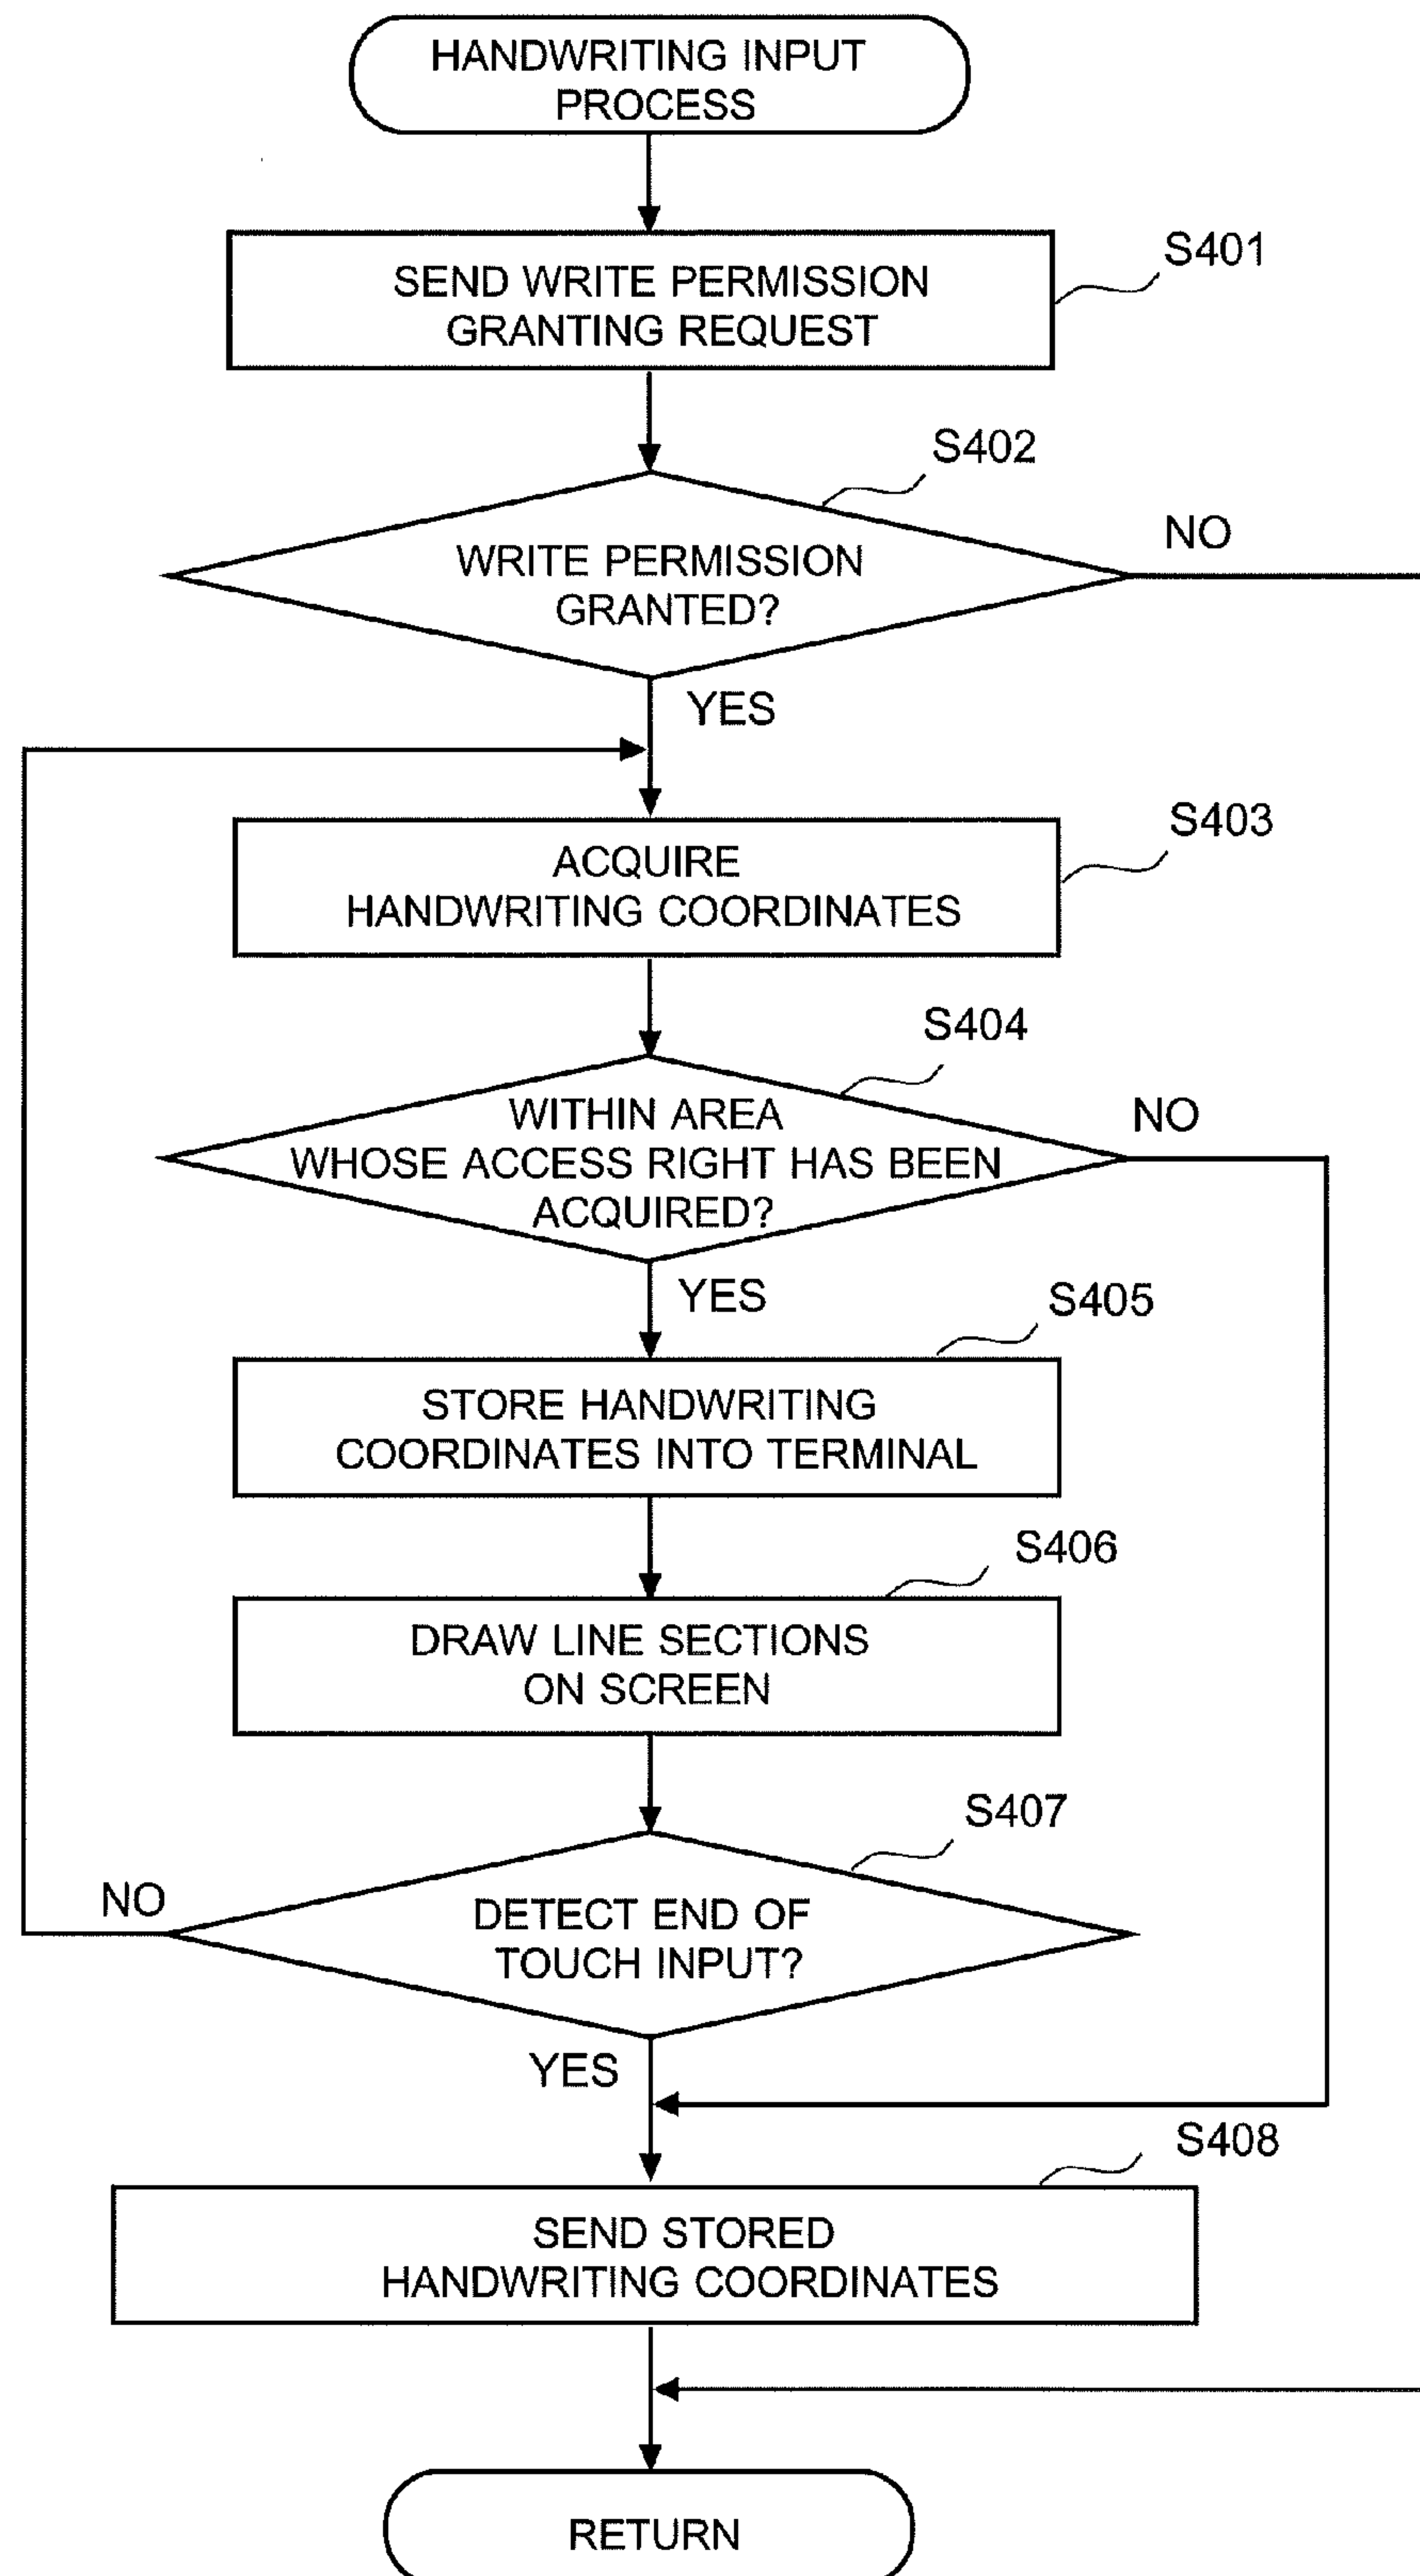 HANDWRITING INPUT
PROCESS
SEND WRITE PERMISSION
GRANTING REQUEST
S401
S402
WRITE PERMISSION
GRANTED?
NO
YES
ACQUIRE
HANDWRITING COORDINATES
S403
S404
WITHIN AREA
WHOSE ACCESS RIGHT HAS BEEN
ACQUIRED?
NO
YES
S405
STORE HANDWRITING
COORDINATES INTO TERMINAL
S406
DRAW LINE SECTIONS
ON SCREEN
S407
NO
DETECT END OF
TOUCH INPUT?
YES
S408
SEND STORED
HANDWRITING COORDINATES
RETURN